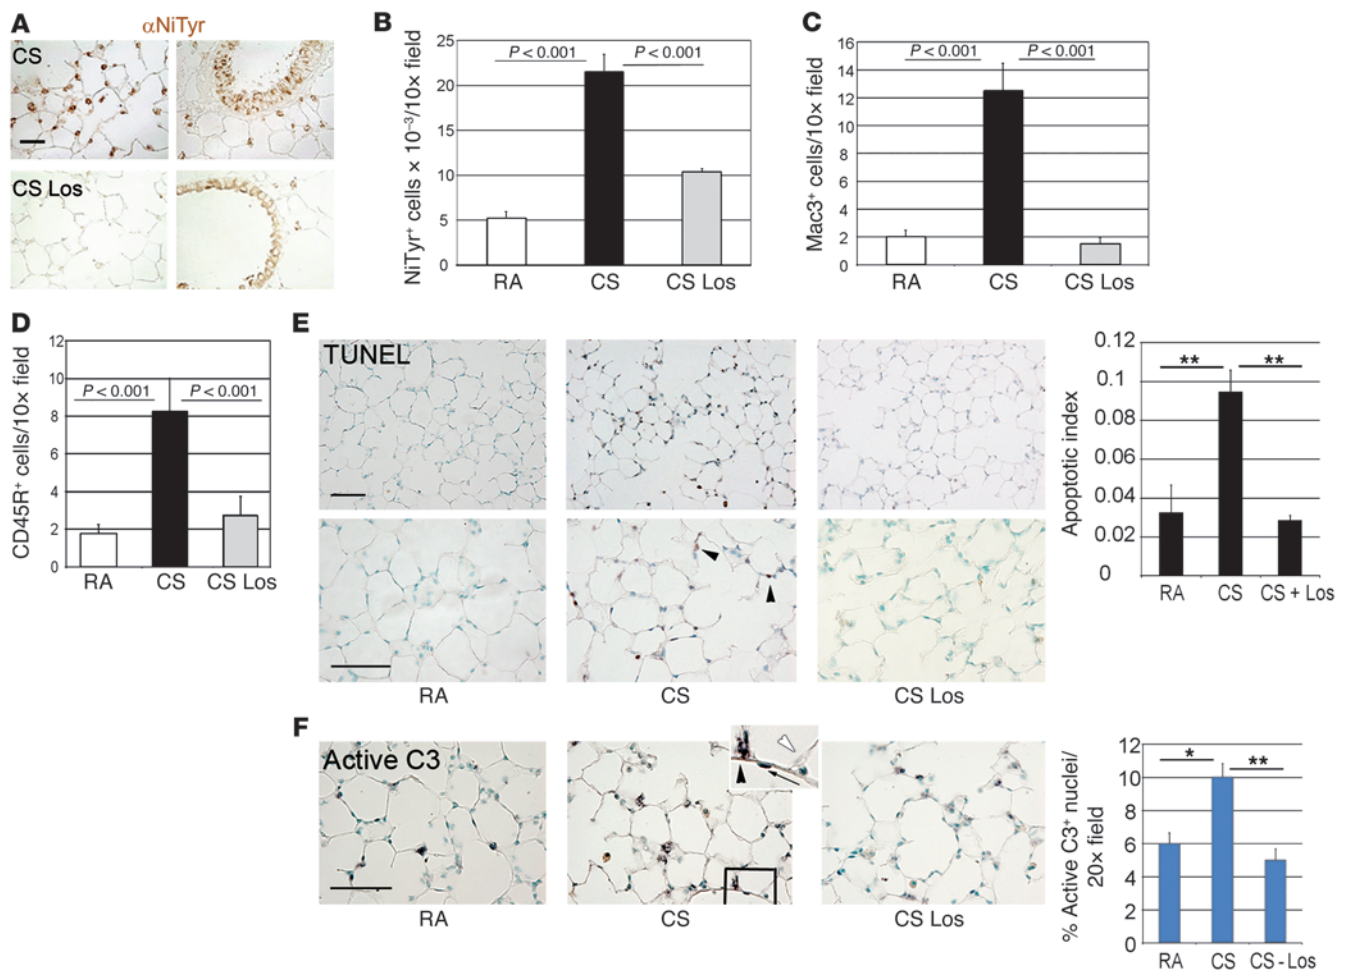 A
αNiTyr
CS
CS Los
B
NiTyr⁺ cells × 10⁻³/10× field
25
20
15
10
5
0
P < 0.001
P < 0.001
RA
CS
CS Los
C
Mac3⁺ cells/10× field
16
14
12
10
8
6
4
2
0
P < 0.001
P < 0.001
RA
CS
CS Los
D
CD45R⁺ cells/10× field
12
10
8
6
4
2
0
P < 0.001
P < 0.001
RA
CS
CS Los
E
TUNEL
RA
CS
CS Los
Apoptotic index
0.12
0.1
0.08
0.06
0.04
0.02
0
**
**
RA
CS
CS + Los
F
Active C3
RA
CS
CS Los
% Active C3⁺ nuclei/
20× field
12
10
8
6
4
2
0
*
**
RA
CS
CS - Los